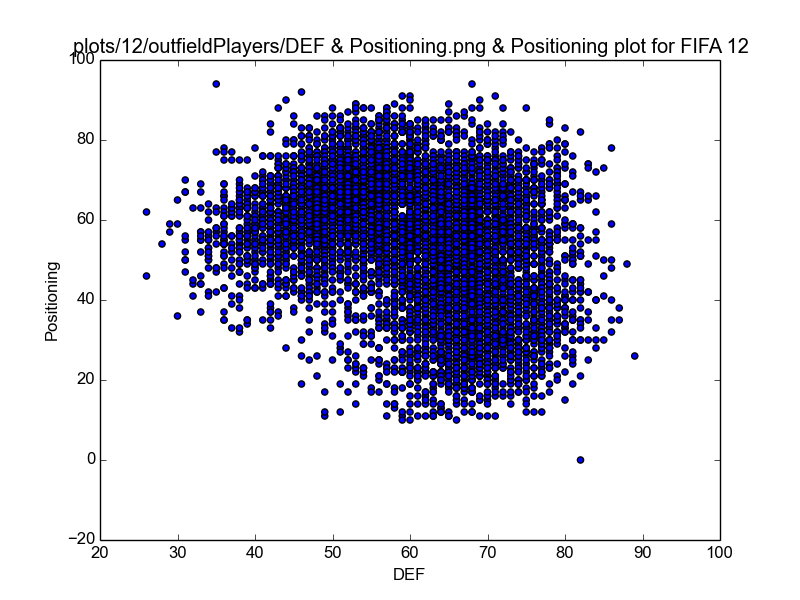 plots/12/outfieldPlayers/DEF & Positioning.png & Positioning plot for FIFA 12
100
80
60
40
20
0
−20
Positioning
20 30 40 50 60 70 80 90 100
DEF